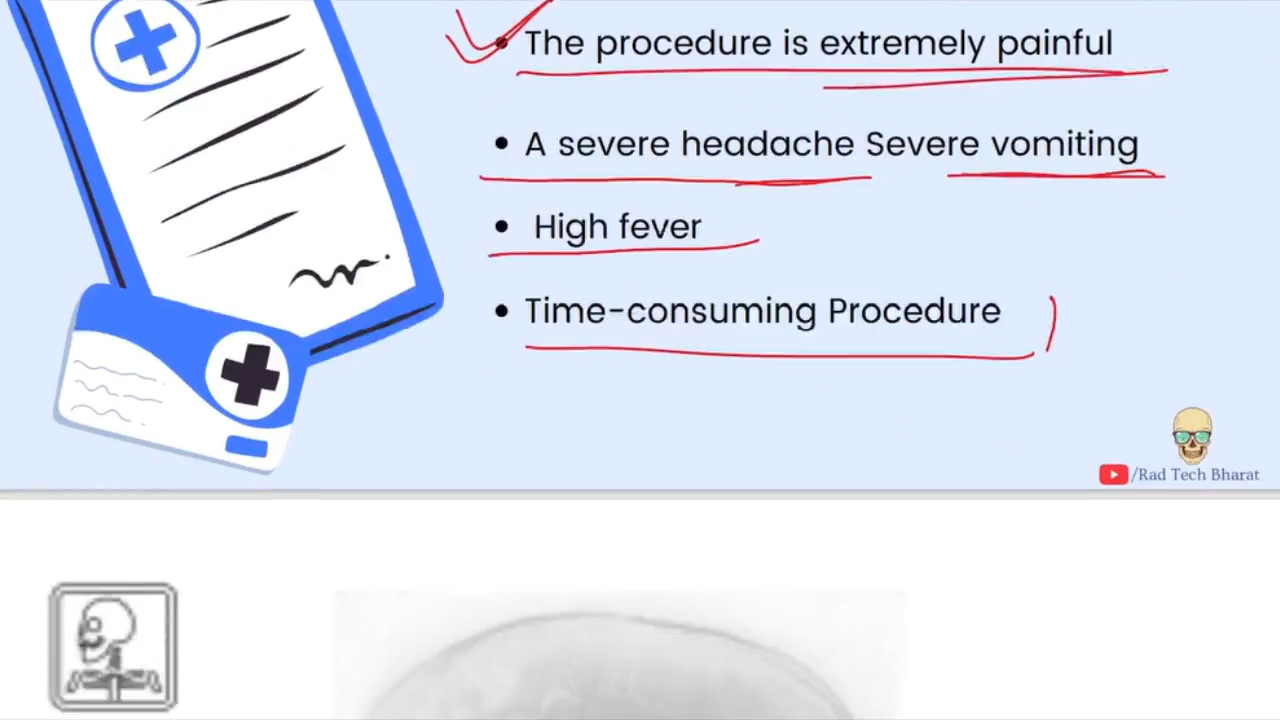 The procedure is extremely painful
A severe headache Severe vomiting
High fever
Time-consuming Procedure
/Rad Tech Bharat